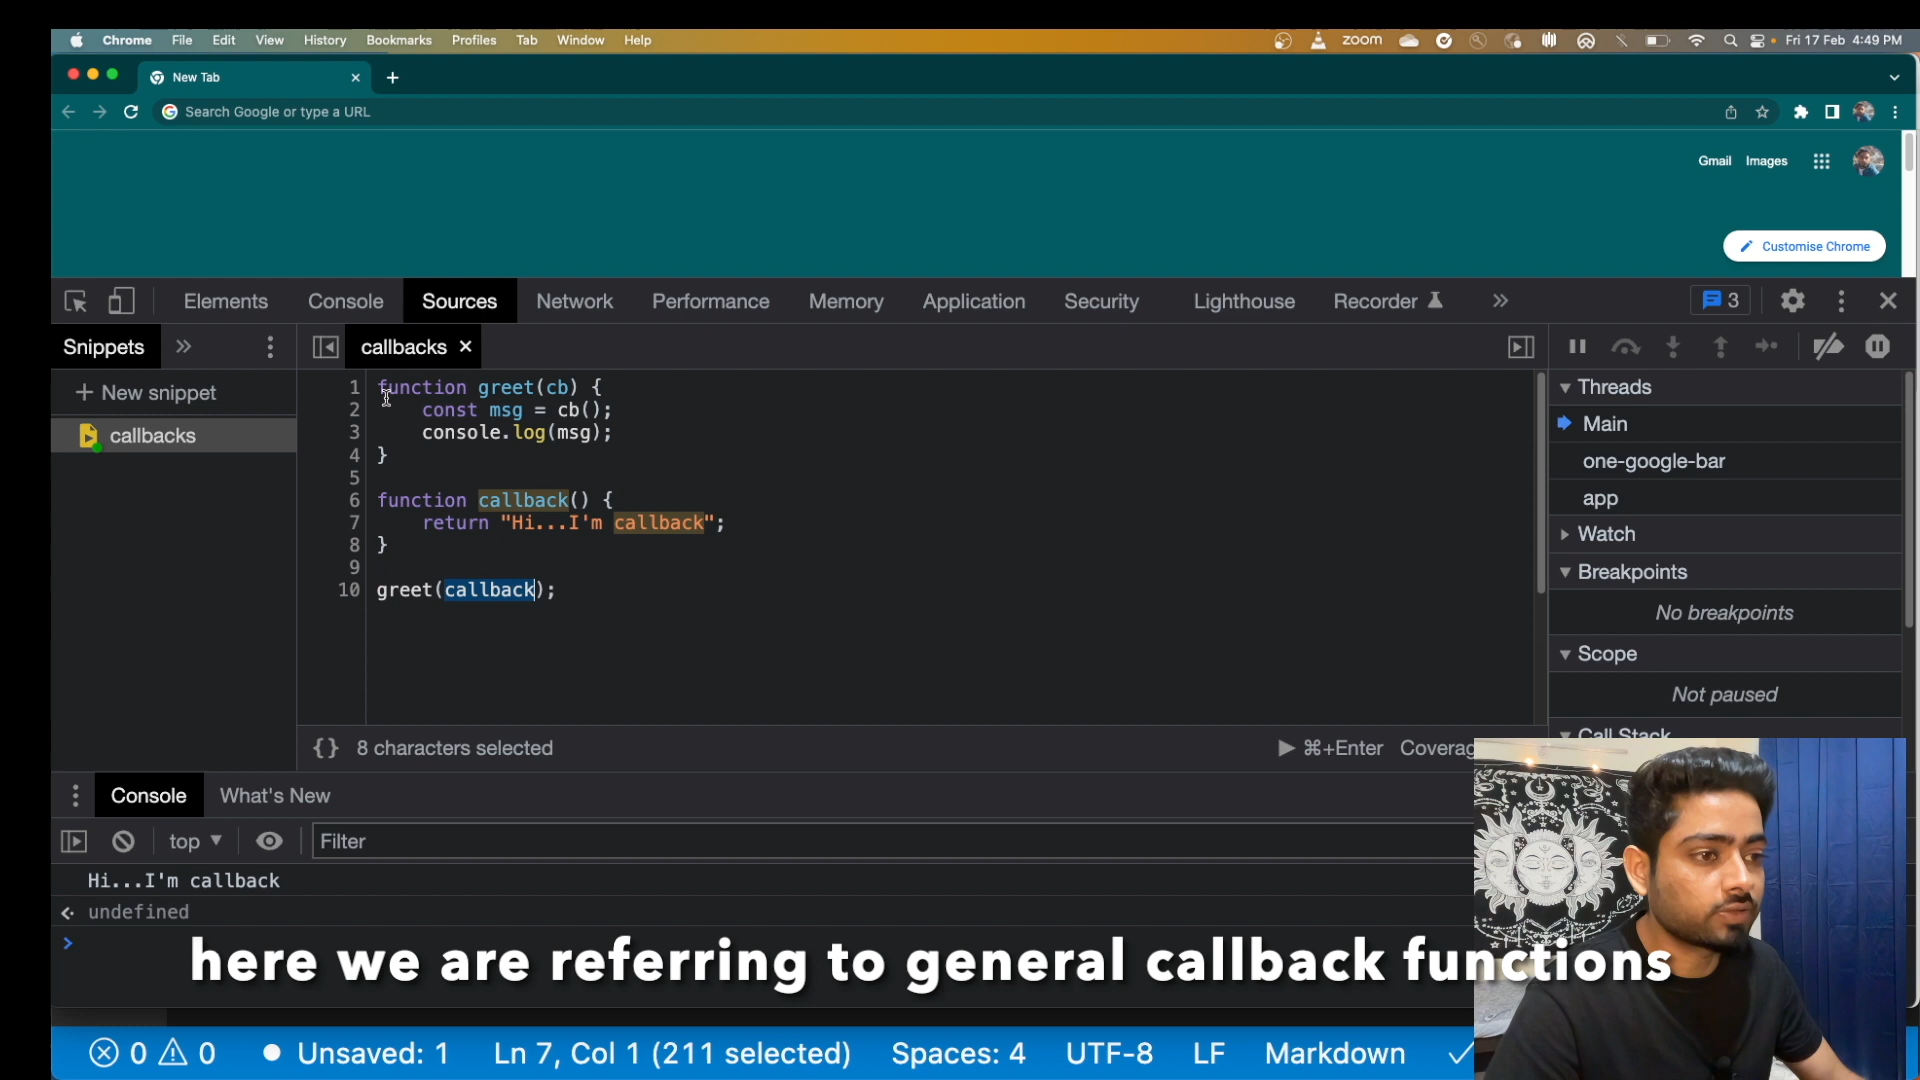 Chrome File Edit View History Bookmarks Profiles Tab Window Help zoom Fri 17 Feb 4:49 PM
New Tab
Search Google or type a URL
Gmail Images
Customise Chrome
Elements Console Sources Network Performance Memory Application Security Lighthouse Recorder 3
Snippets callbacks
+ New snippet
callbacks
1 function greet(cb) {
2 const msg = cb();
3 console.log(msg);
4 }
5
6 function callback() {
7 return "Hi...I'm callback";
8 }
9
10 greet(callback);
Threads
Main
one-google-bar
app
Watch
Breakpoints
No breakpoints
Scope
Not paused
Call Stack
{} 8 characters selected ⌘+Enter Coverag
Console What's New
top Filter
Hi...I'm callback
undefined
here we are referring to general callback functions
0 0 Unsaved: 1 Ln 7, Col 1 (211 selected) Spaces: 4 UTF-8 LF Markdown